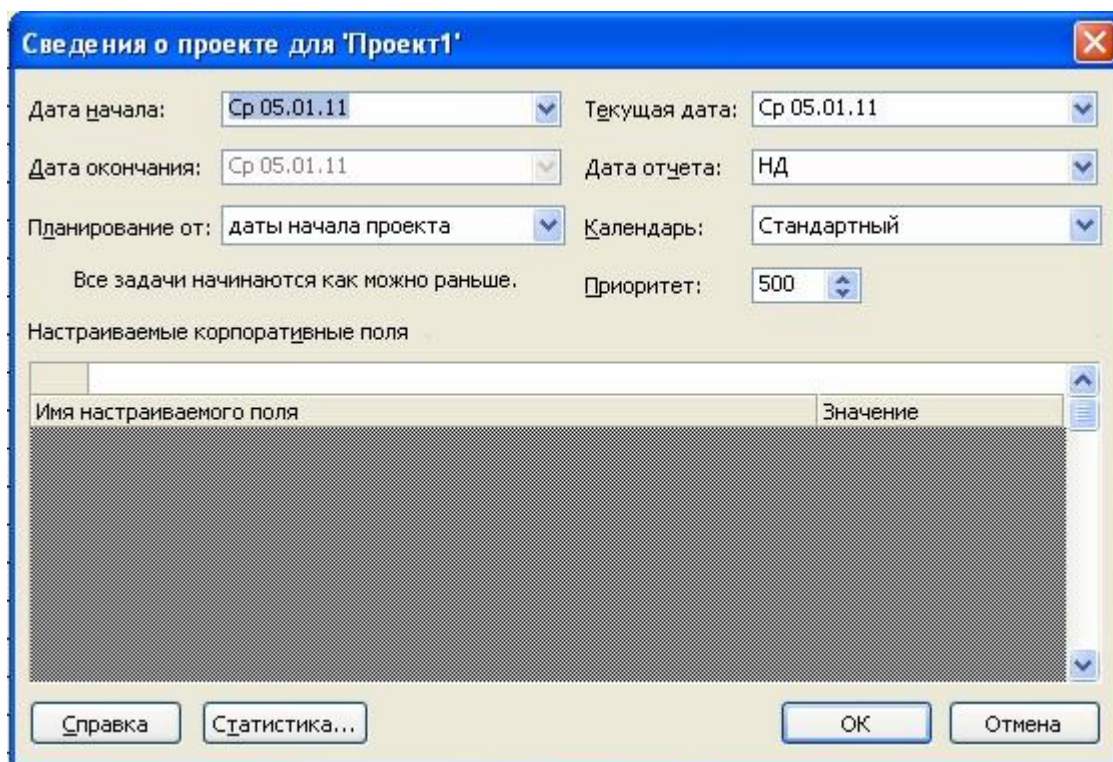 Сведения о проекте для 'Проект1'
Дата начала: Ср 05.01.11 Текущая дата: Ср 05.01.11
Дата окончания: Ср 05.01.11 Дата отчета: НД
Планирование от: даты начала проекта Календарь: Стандартный
Все задачи начинаются как можно раньше. Приоритет: 500
Настраиваемые корпоративные поля
Имя настраиваемого поля Значение
Справка Статистика... ОК Отмена